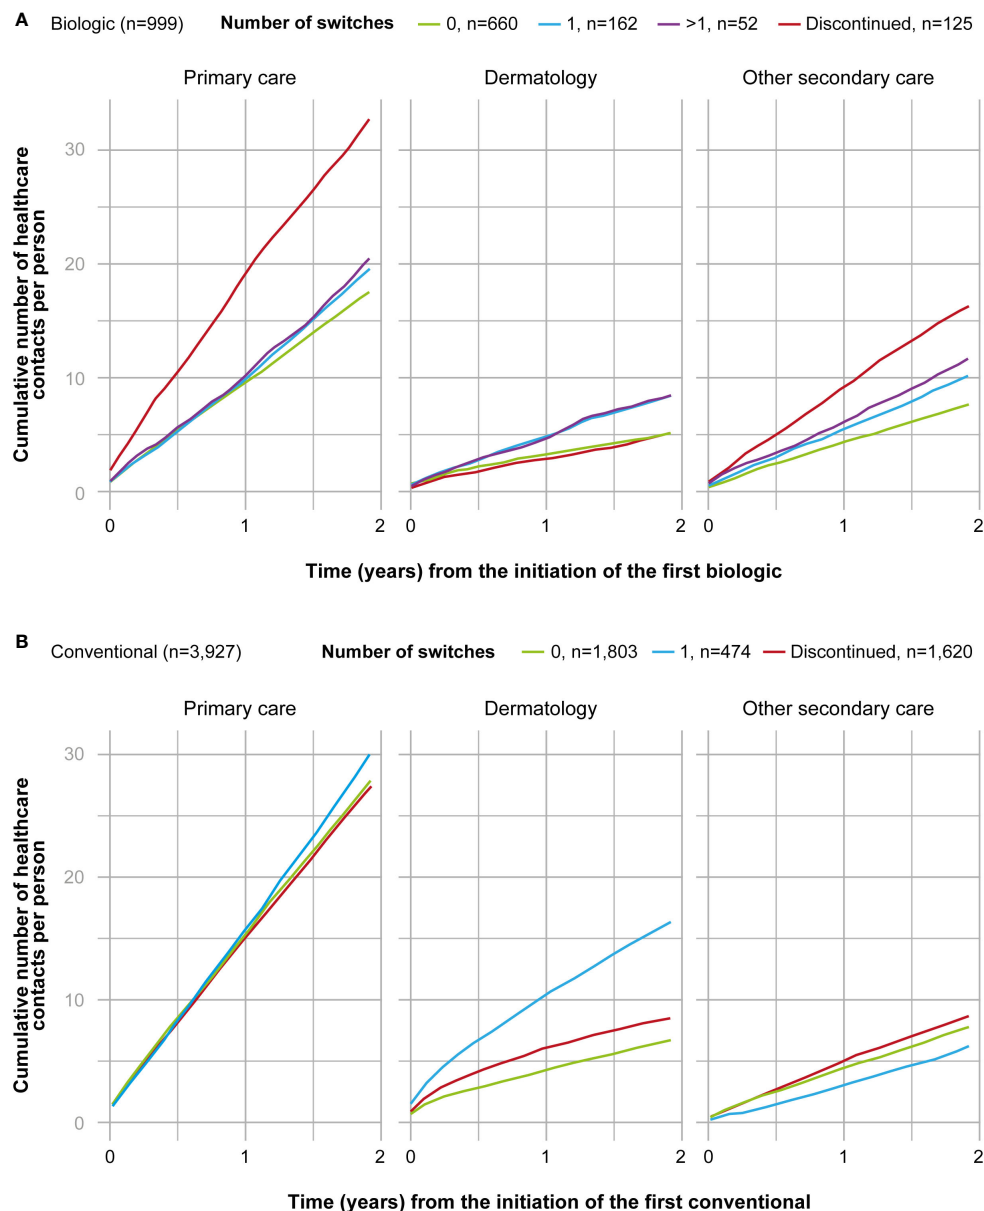 A Biologic (n=999) Number of switches 0, n=660 1, n=162 >1, n=52 Discontinued, n=125
Primary care Dermatology Other secondary care
Cumulative number of healthcare
contacts per person
30
20
10
0
0 1 2 0 1 2 0 1 2
Time (years) from the initiation of the first biologic
B Conventional (n=3,927) Number of switches 0, n=1,803 1, n=474 Discontinued, n=1,620
Primary care Dermatology Other secondary care
Cumulative number of healthcare
contacts per person
30
20
10
0
0 1 2 0 1 2 0 1 2
Time (years) from the initiation of the first conventional